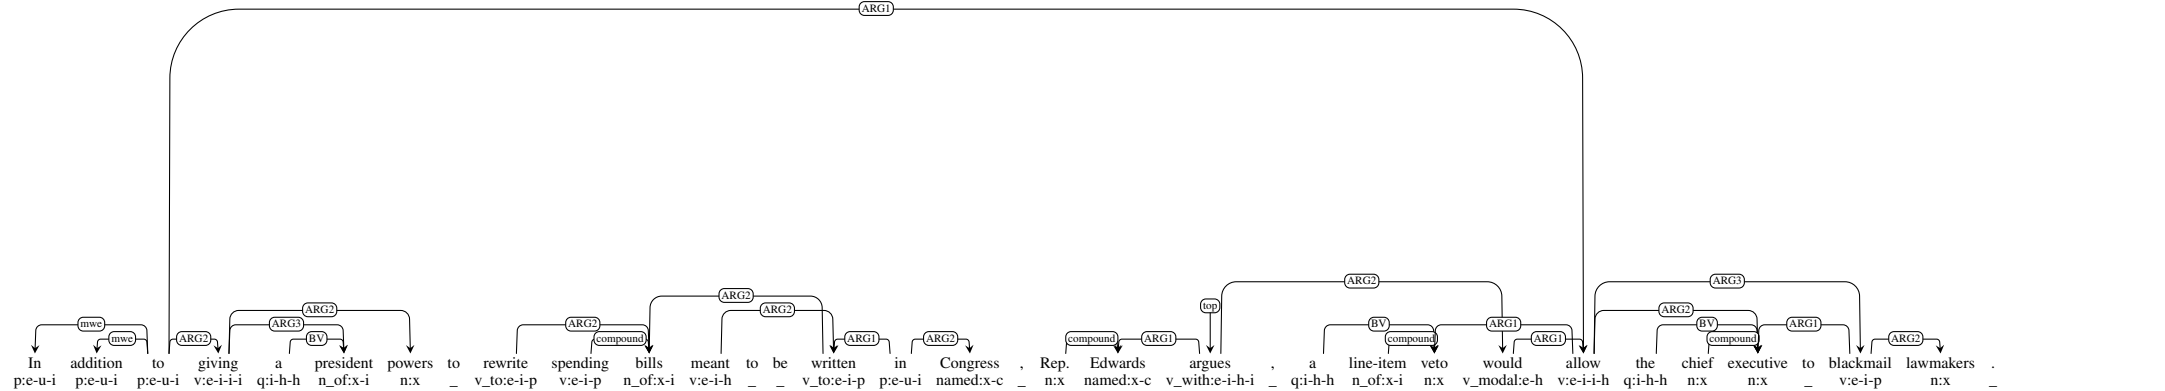 ARG1
ARG2 ARG3
ARG2 top
ARG2 ARG2 ARG2
mwe ARG3 ARG2 BV ARG1 BV ARG1
mwe ARG2 BV compound ARG1 ARG2 compound ARG1 compound ARG1 compound ARG2
In addition to giving a president powers to rewrite spending bills meant to be written in Congress , Rep. Edwards argues , a line-item veto would allow the chief executive to blackmail lawmakers .
p:e-u-i p:e-u-i p:e-u-i v:e-i-i-i q:i-h-h n_of:x-i n:x _ v_to:e-i-p v:e-i-p n_of:x-i v:e-i-h _ _ v_to:e-i-p p:e-u-i named:x-c _ n:x named:x-c v_with:e-i-h-i _ q:i-h-h n_of:x-i n:x v_modal:e-h v:e-i-i-h q:i-h-h n:x n:x _ v:e-i-p n:x _